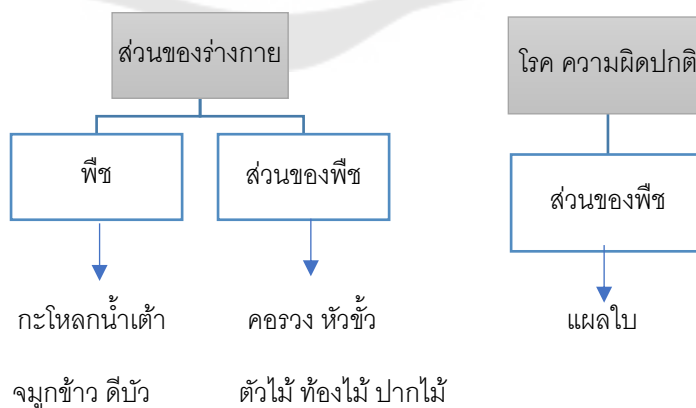 ส่วนของร่างกาย
โรค ความผิดปกติ
พืช
ส่วนของพืช
ส่วนของพืช
กะโหลกน้ำเต้า
คอรวง หัวขั้ว
แผลใบ
จมูกข้าว ดีบัว
ตัวไม้ ท้องไม้ ปากไม้